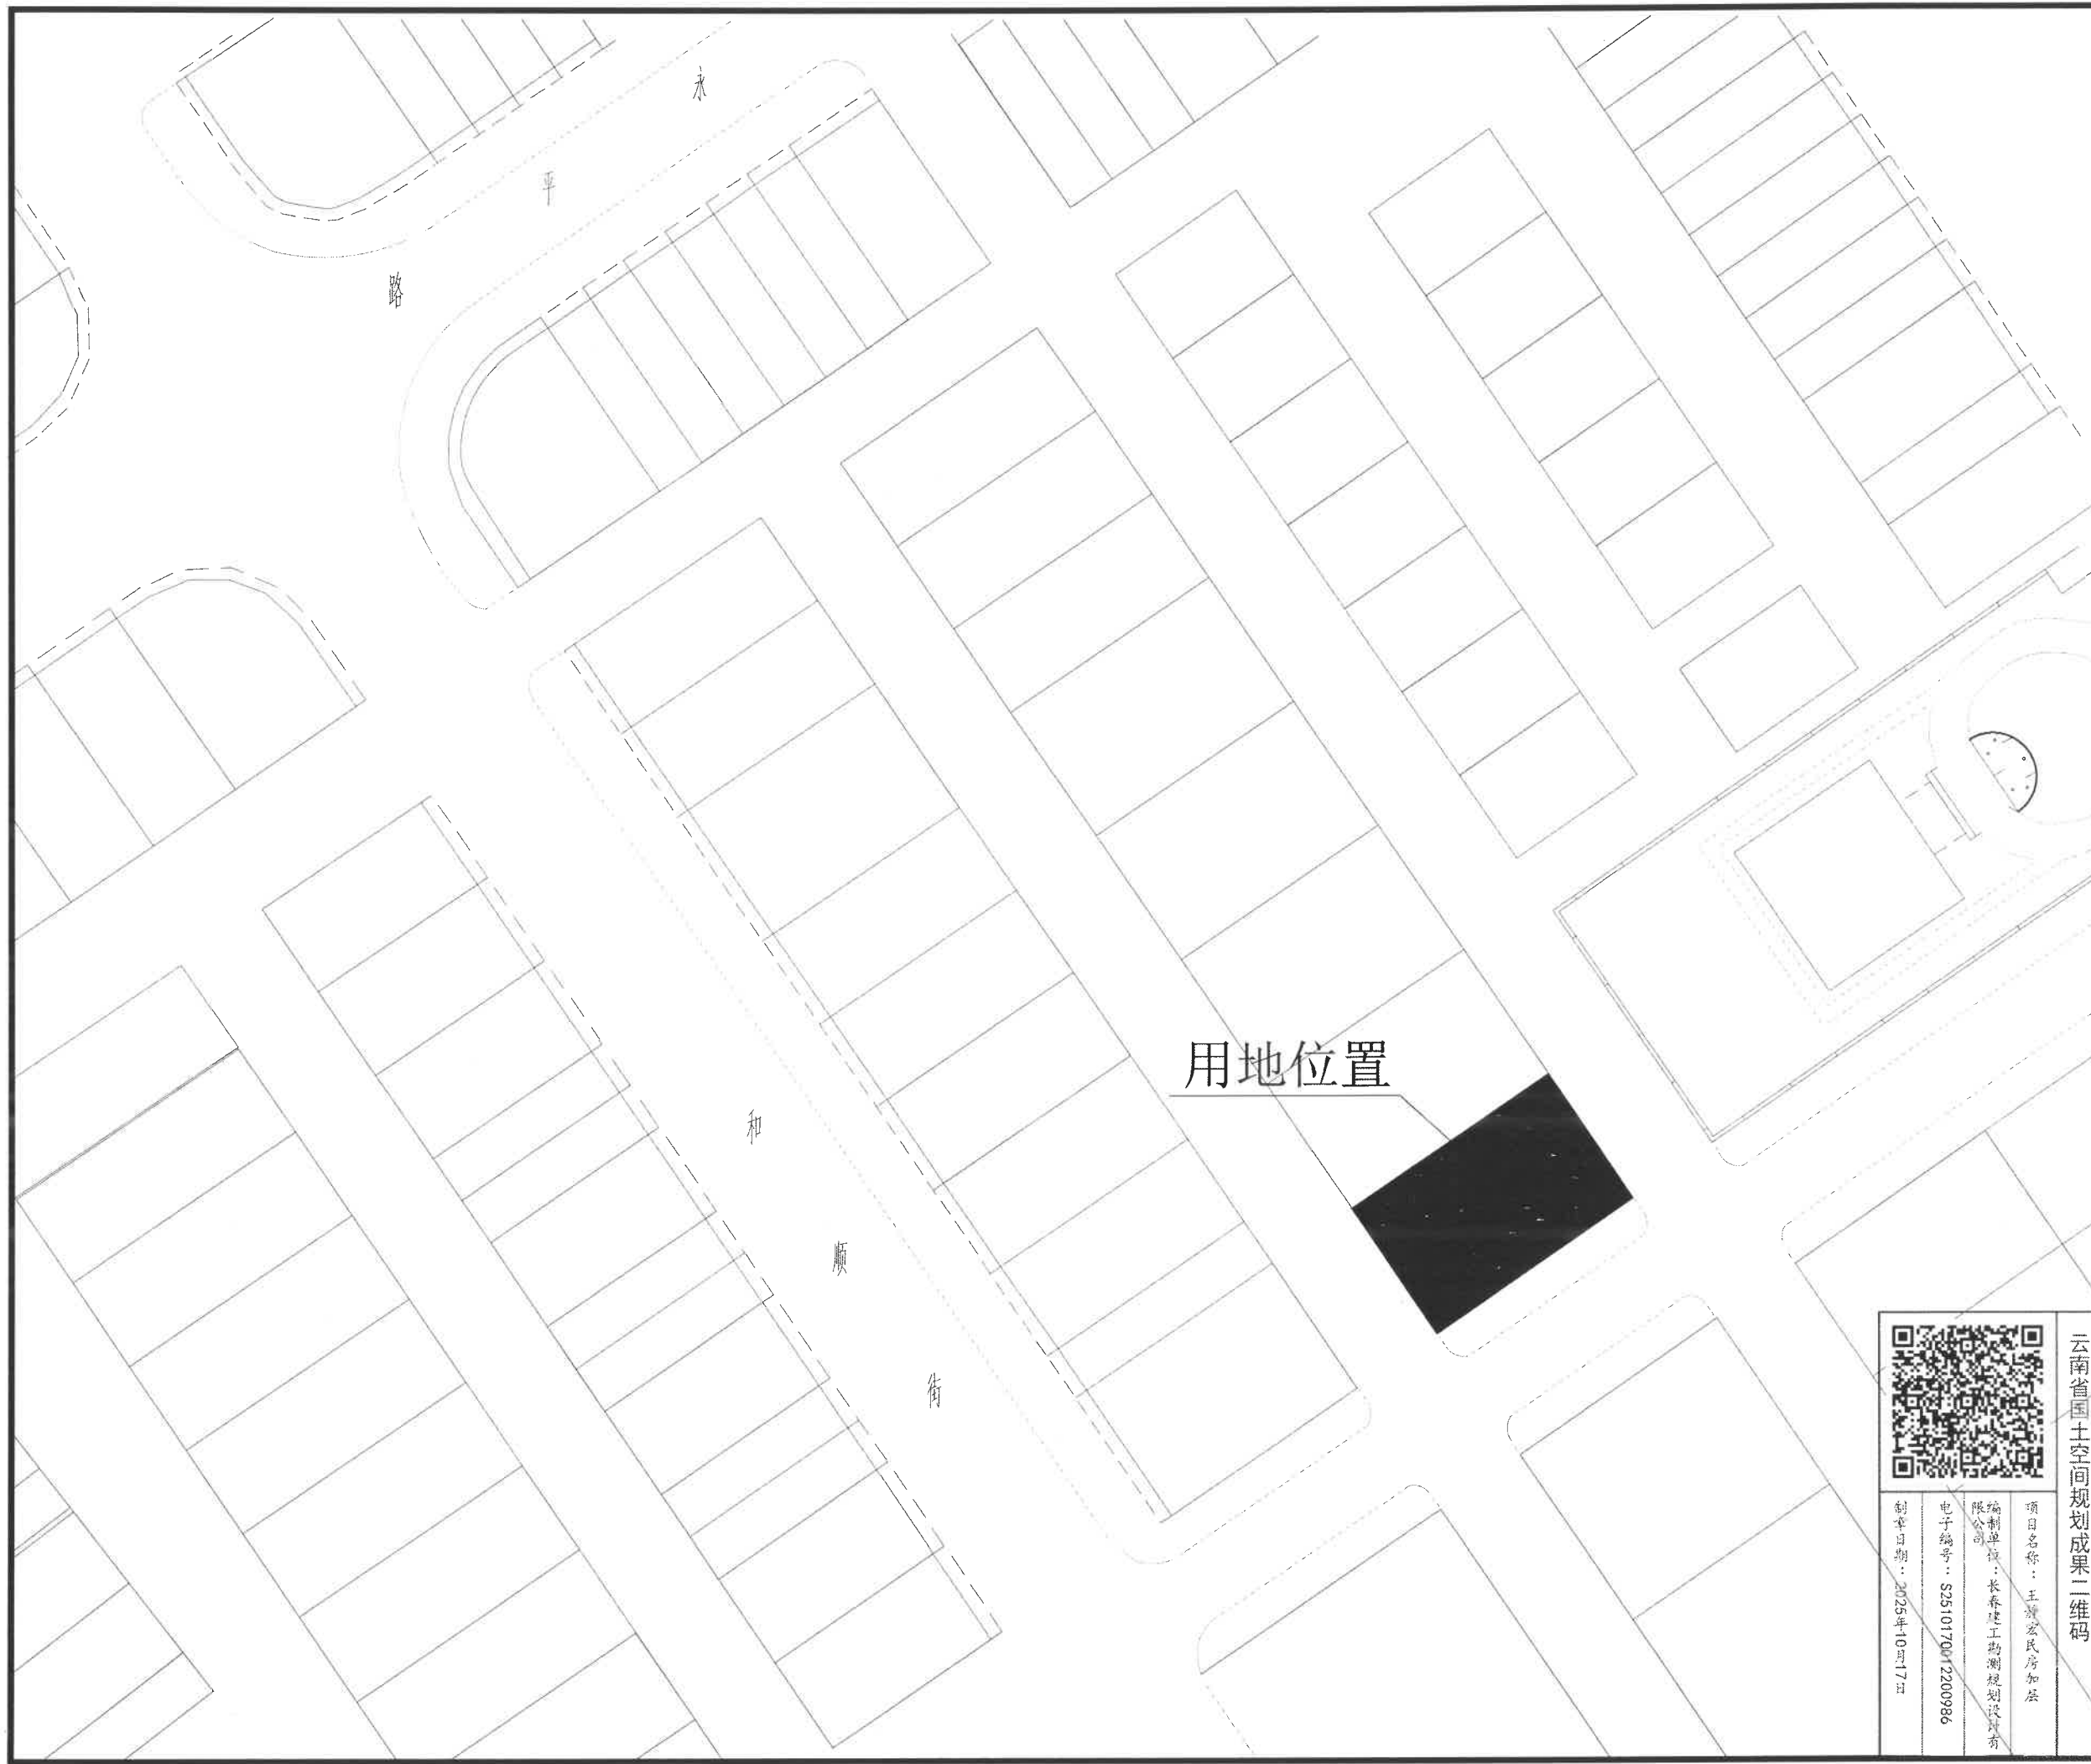 永
平
路
和
顺
街
用地位置
云南省国土空间规划成果二维码
项目名称：王静宏民房加层
编制单位：长春建工勘测规划设计有
限公司
电子编号：S251017001220098６
制章日期：2025年10月17日